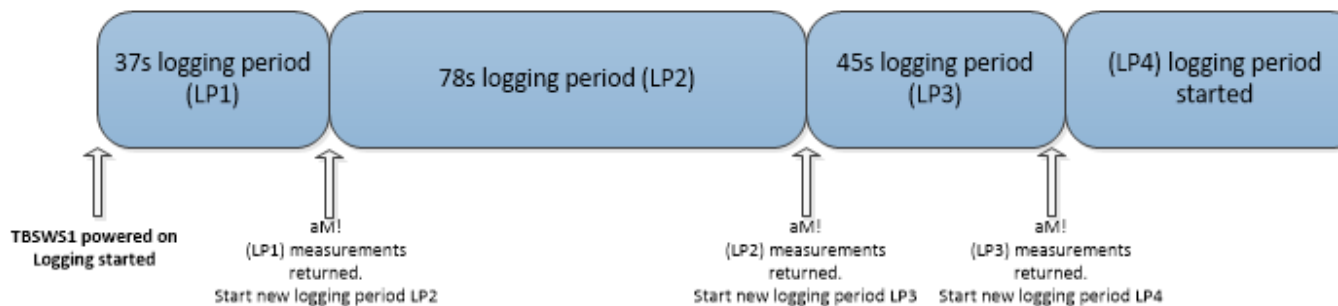 37s logging period
(LP1)
78s logging period (LP2)
45s logging period
(LP3)
(LP4) logging period
started
TBSWS1 powered on
Logging started
aM!
(LP1) measurements
returned.
Start new logging period LP2
aM!
(LP2) measurements
returned.
Start new logging period LP3
aM!
(LP3) measurements
returned.
Start new logging period LP4